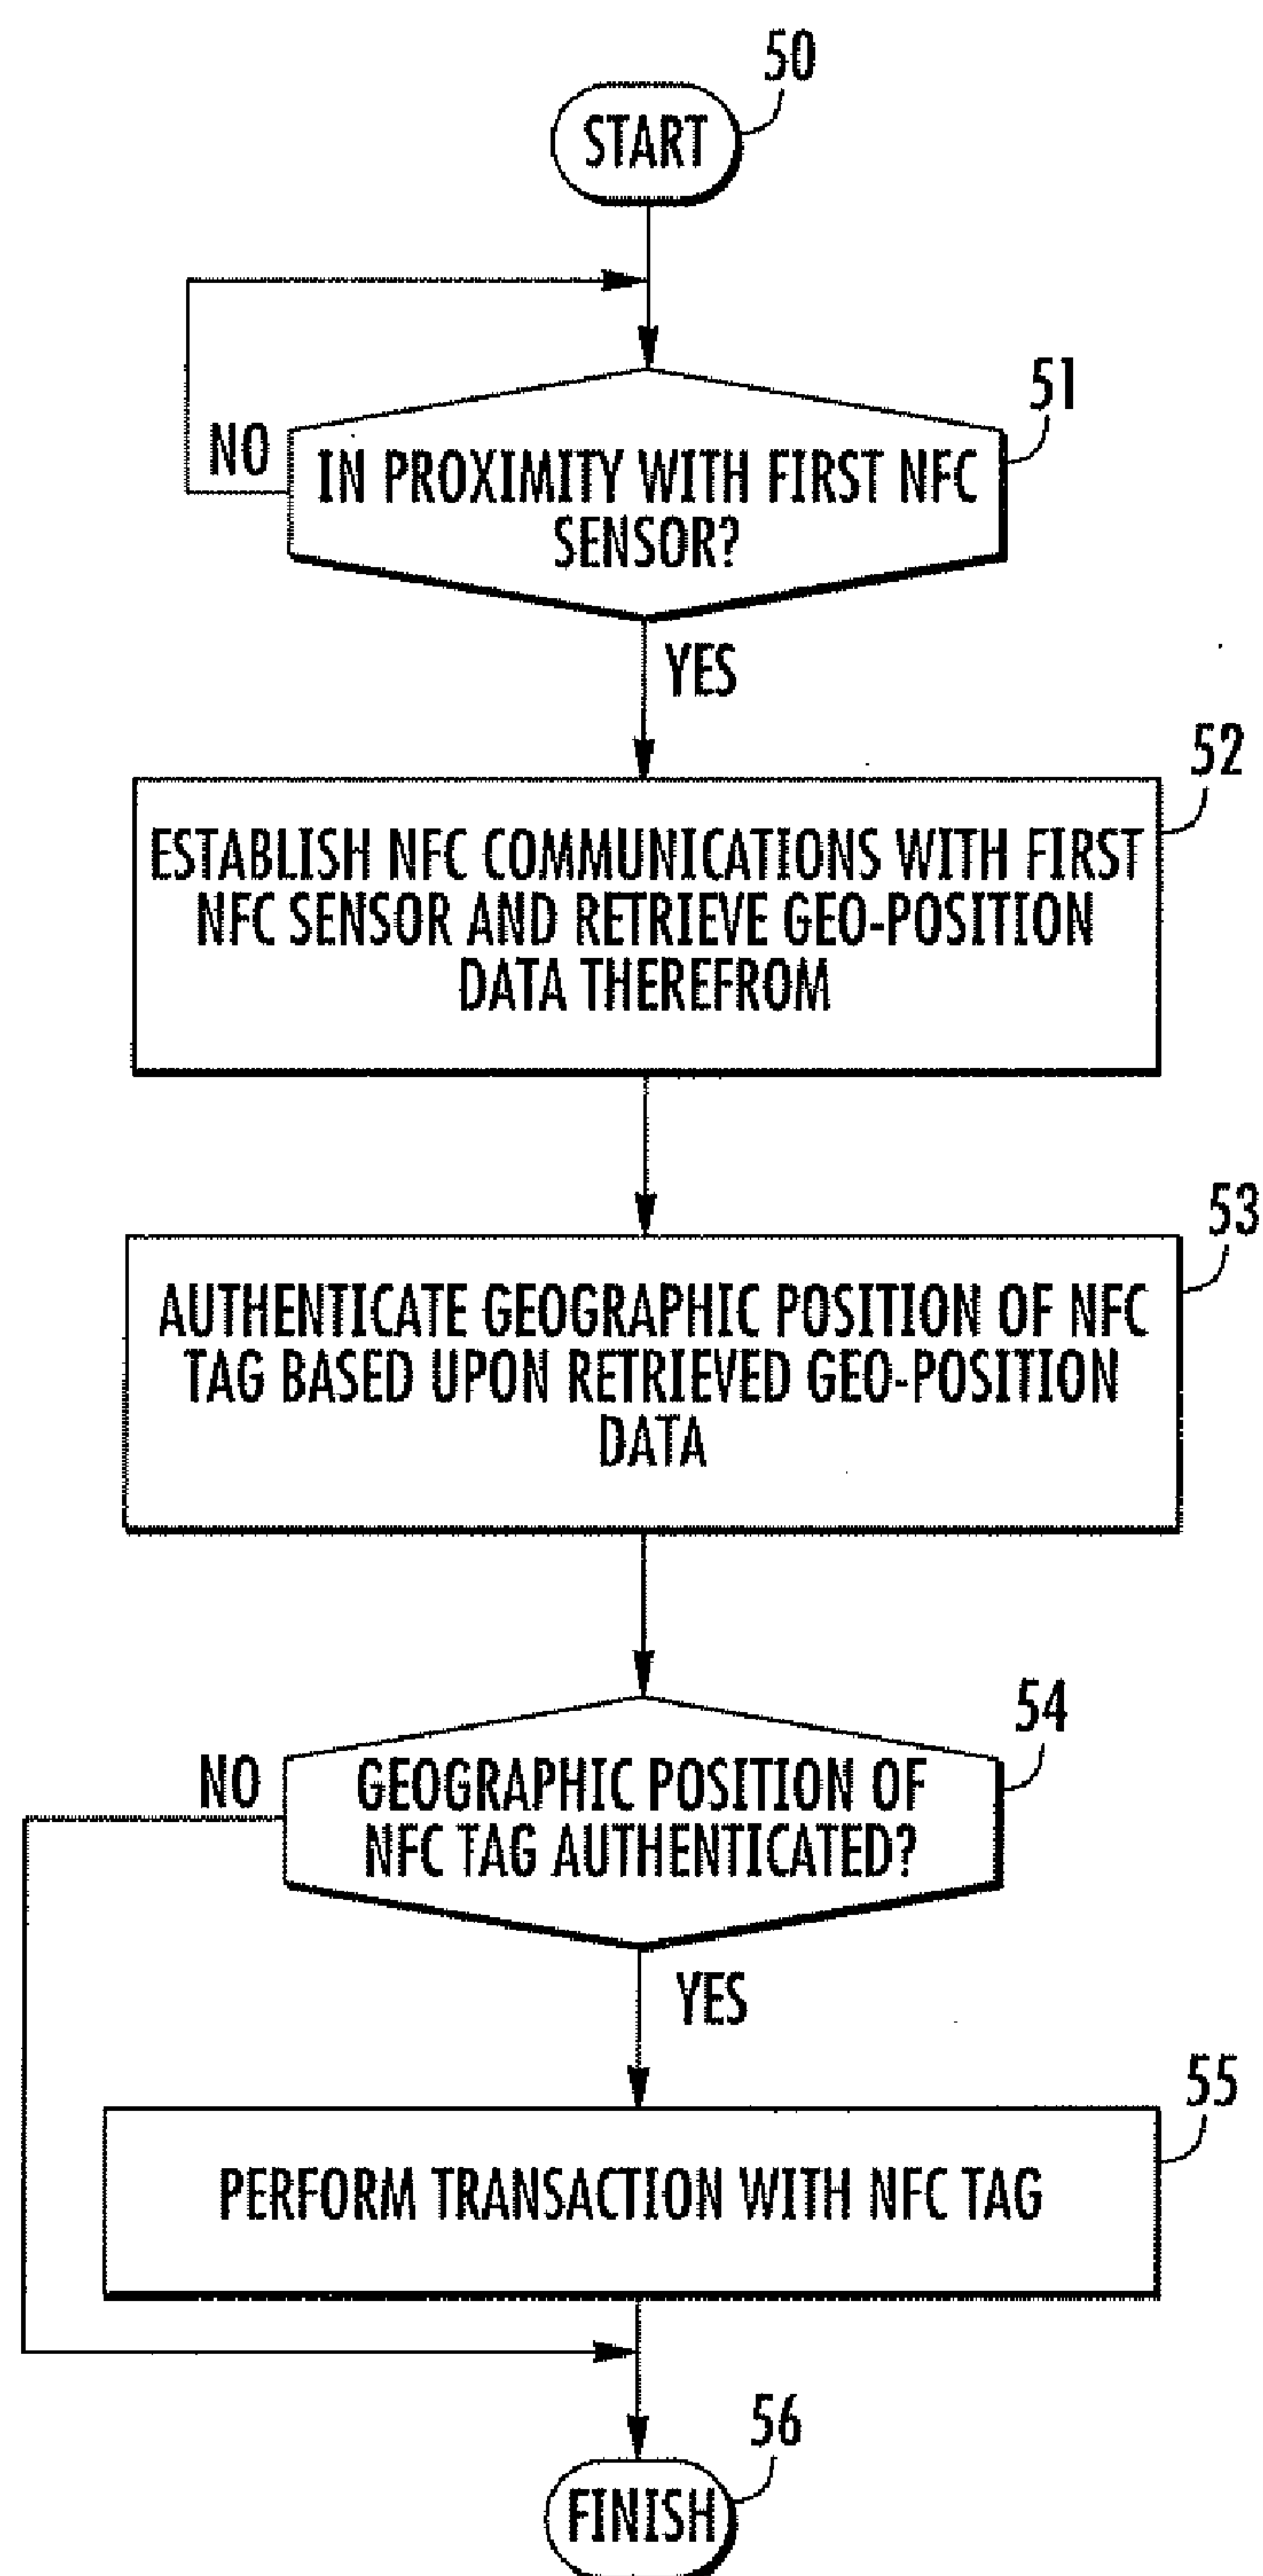 50
START
51
NO
IN PROXIMITY WITH FIRST NFC
SENSOR?
YES
52
ESTABLISH NFC COMMUNICATIONS WITH FIRST
NFC SENSOR AND RETRIEVE GEO-POSITION
DATA THEREFROM
53
AUTHENTICATE GEOGRAPHIC POSITION OF NFC
TAG BASED UPON RETRIEVED GEO-POSITION
DATA
54
NO
GEOGRAPHIC POSITION OF
NFC TAG AUTHENTICATED?
YES
55
PERFORM TRANSACTION WITH NFC TAG
56
FINISH